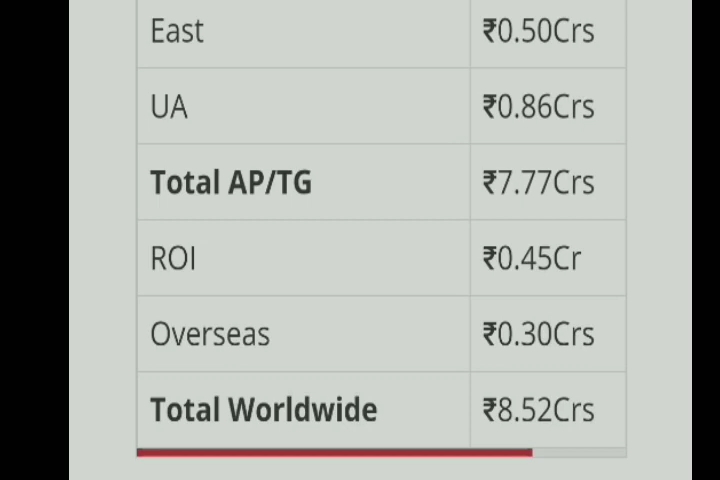 East ₹0.50Crs
UA ₹0.86Crs
Total AP/TG ₹7.77Crs
ROI ₹0.45Cr
Overseas ₹0.30Crs
Total Worldwide ₹8.52Crs